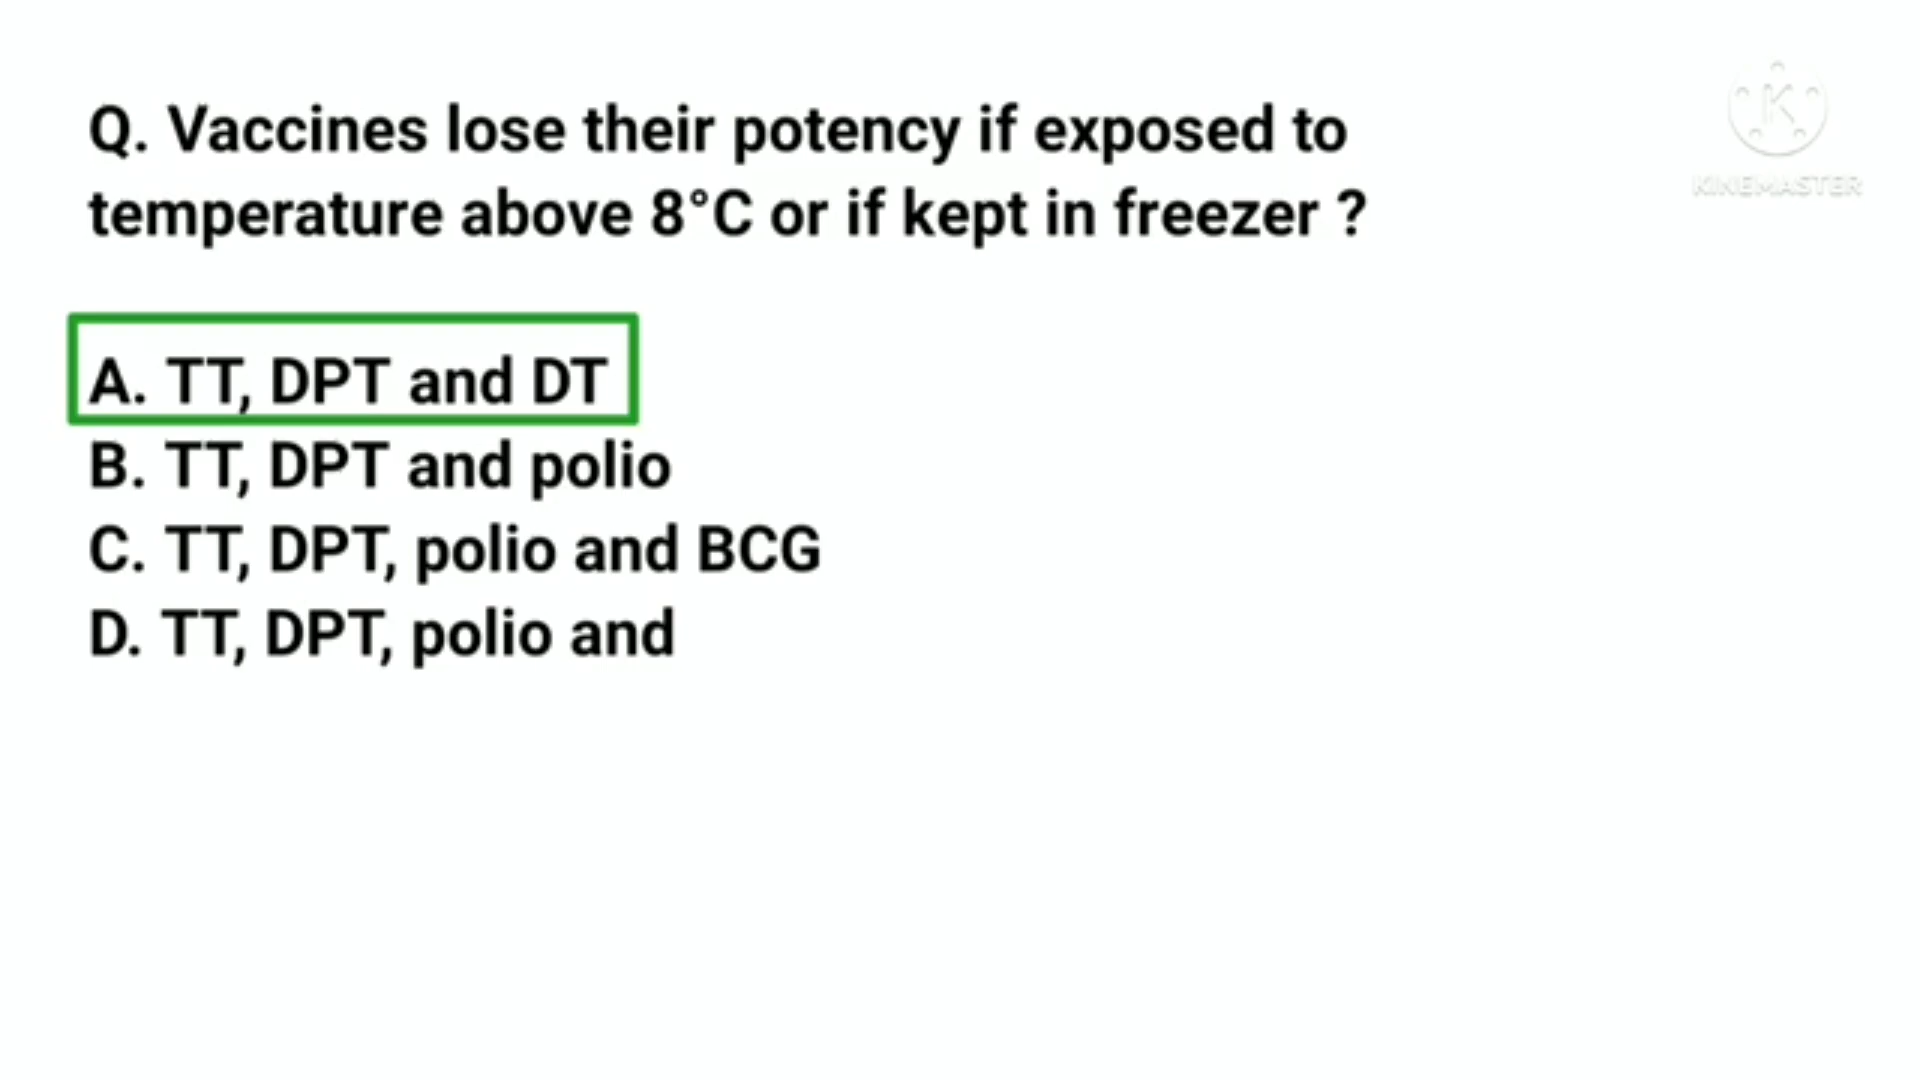 Q. Vaccines lose their potency if exposed to
temperature above 8°C or if kept in freezer ?
A. TT, DPT and DT
B. TT, DPT and polio
C. TT, DPT, polio and BCG
D. TT, DPT, polio and
K
KINEMASTER